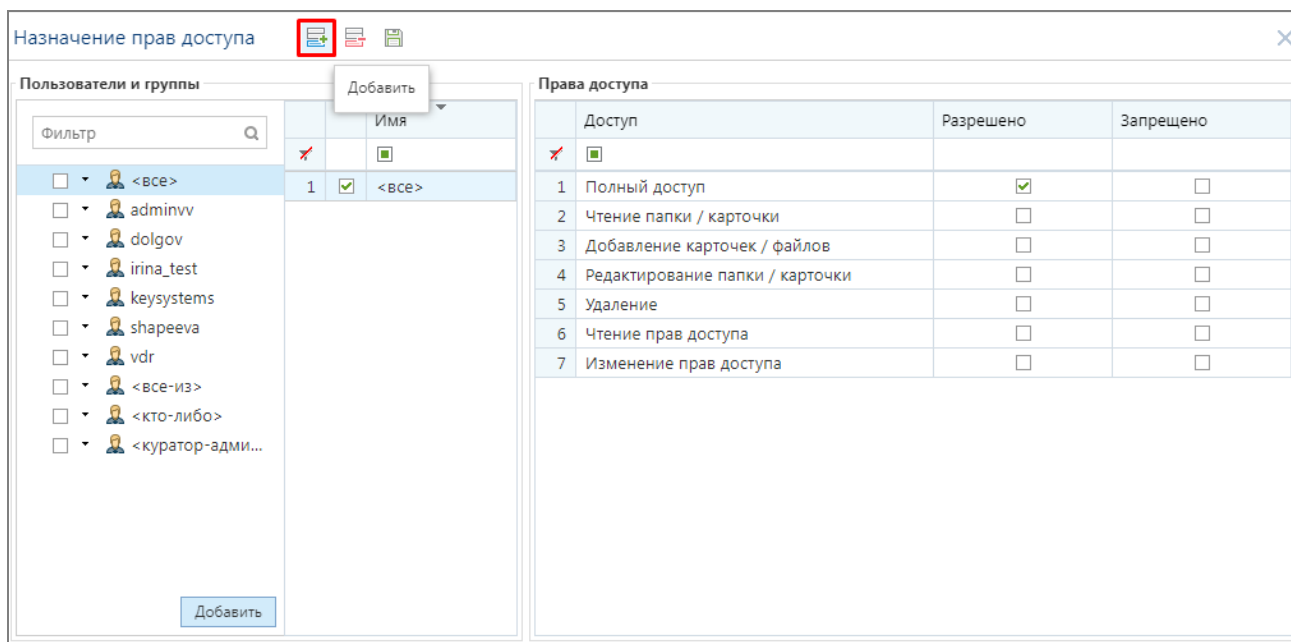 Назначение прав доступа
Добавить
Пользователи и группы
Фильтр
<все>
adminvv
dolgov
irina_test
keysystems
shapeeva
vdr
<все-из>
<кто-либо>
<куратор-адми...
Добавить
Имя
1 <все>
Права доступа
Доступ Разрешено Запрещено
1 Полный доступ
2 Чтение папки / карточки
3 Добавление карточек / файлов
4 Редактирование папки / карточки
5 Удаление
6 Чтение прав доступа
7 Изменение прав доступа